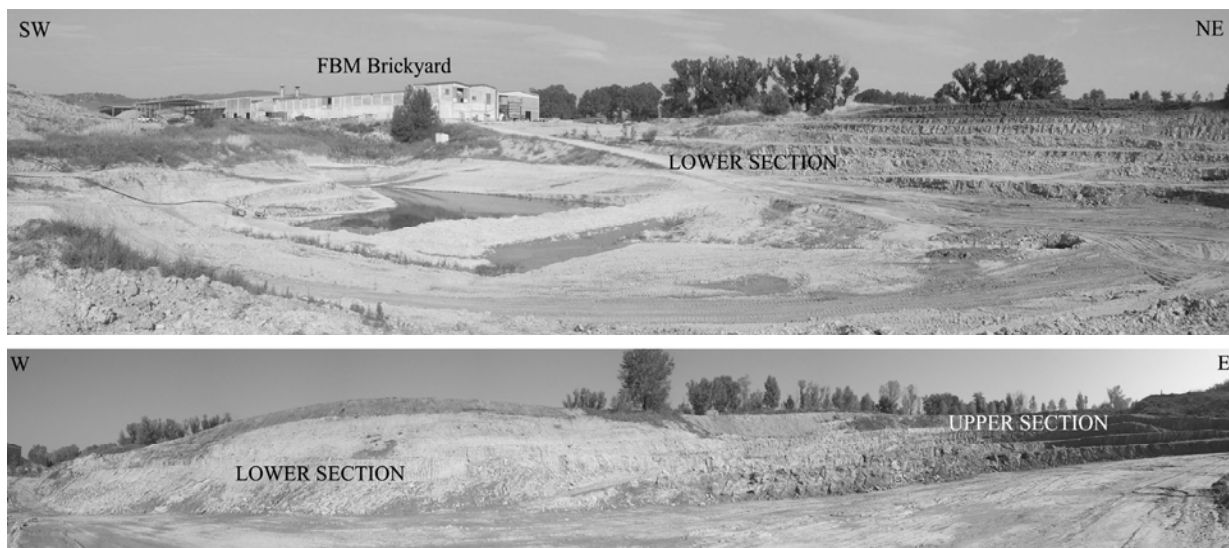 SW
NE
FBM Brickyard
LOWER SECTION
W
E
UPPER SECTION
LOWER SECTION